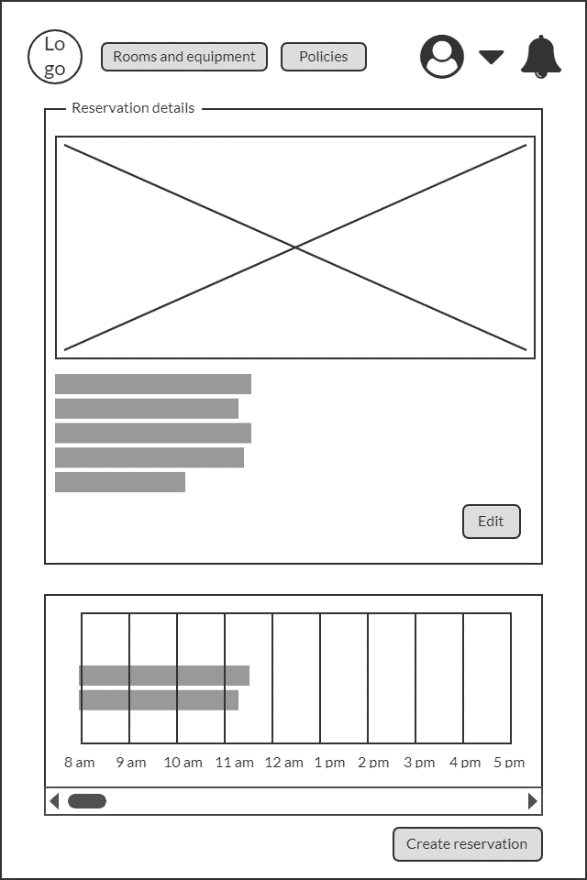 Lo
go
Rooms and equipment
Policies
Reservation details
Edit
8 am 9 am 10 am 11 am 12 am 1 pm 2 pm 3 pm 4 pm 5 pm
Create reservation